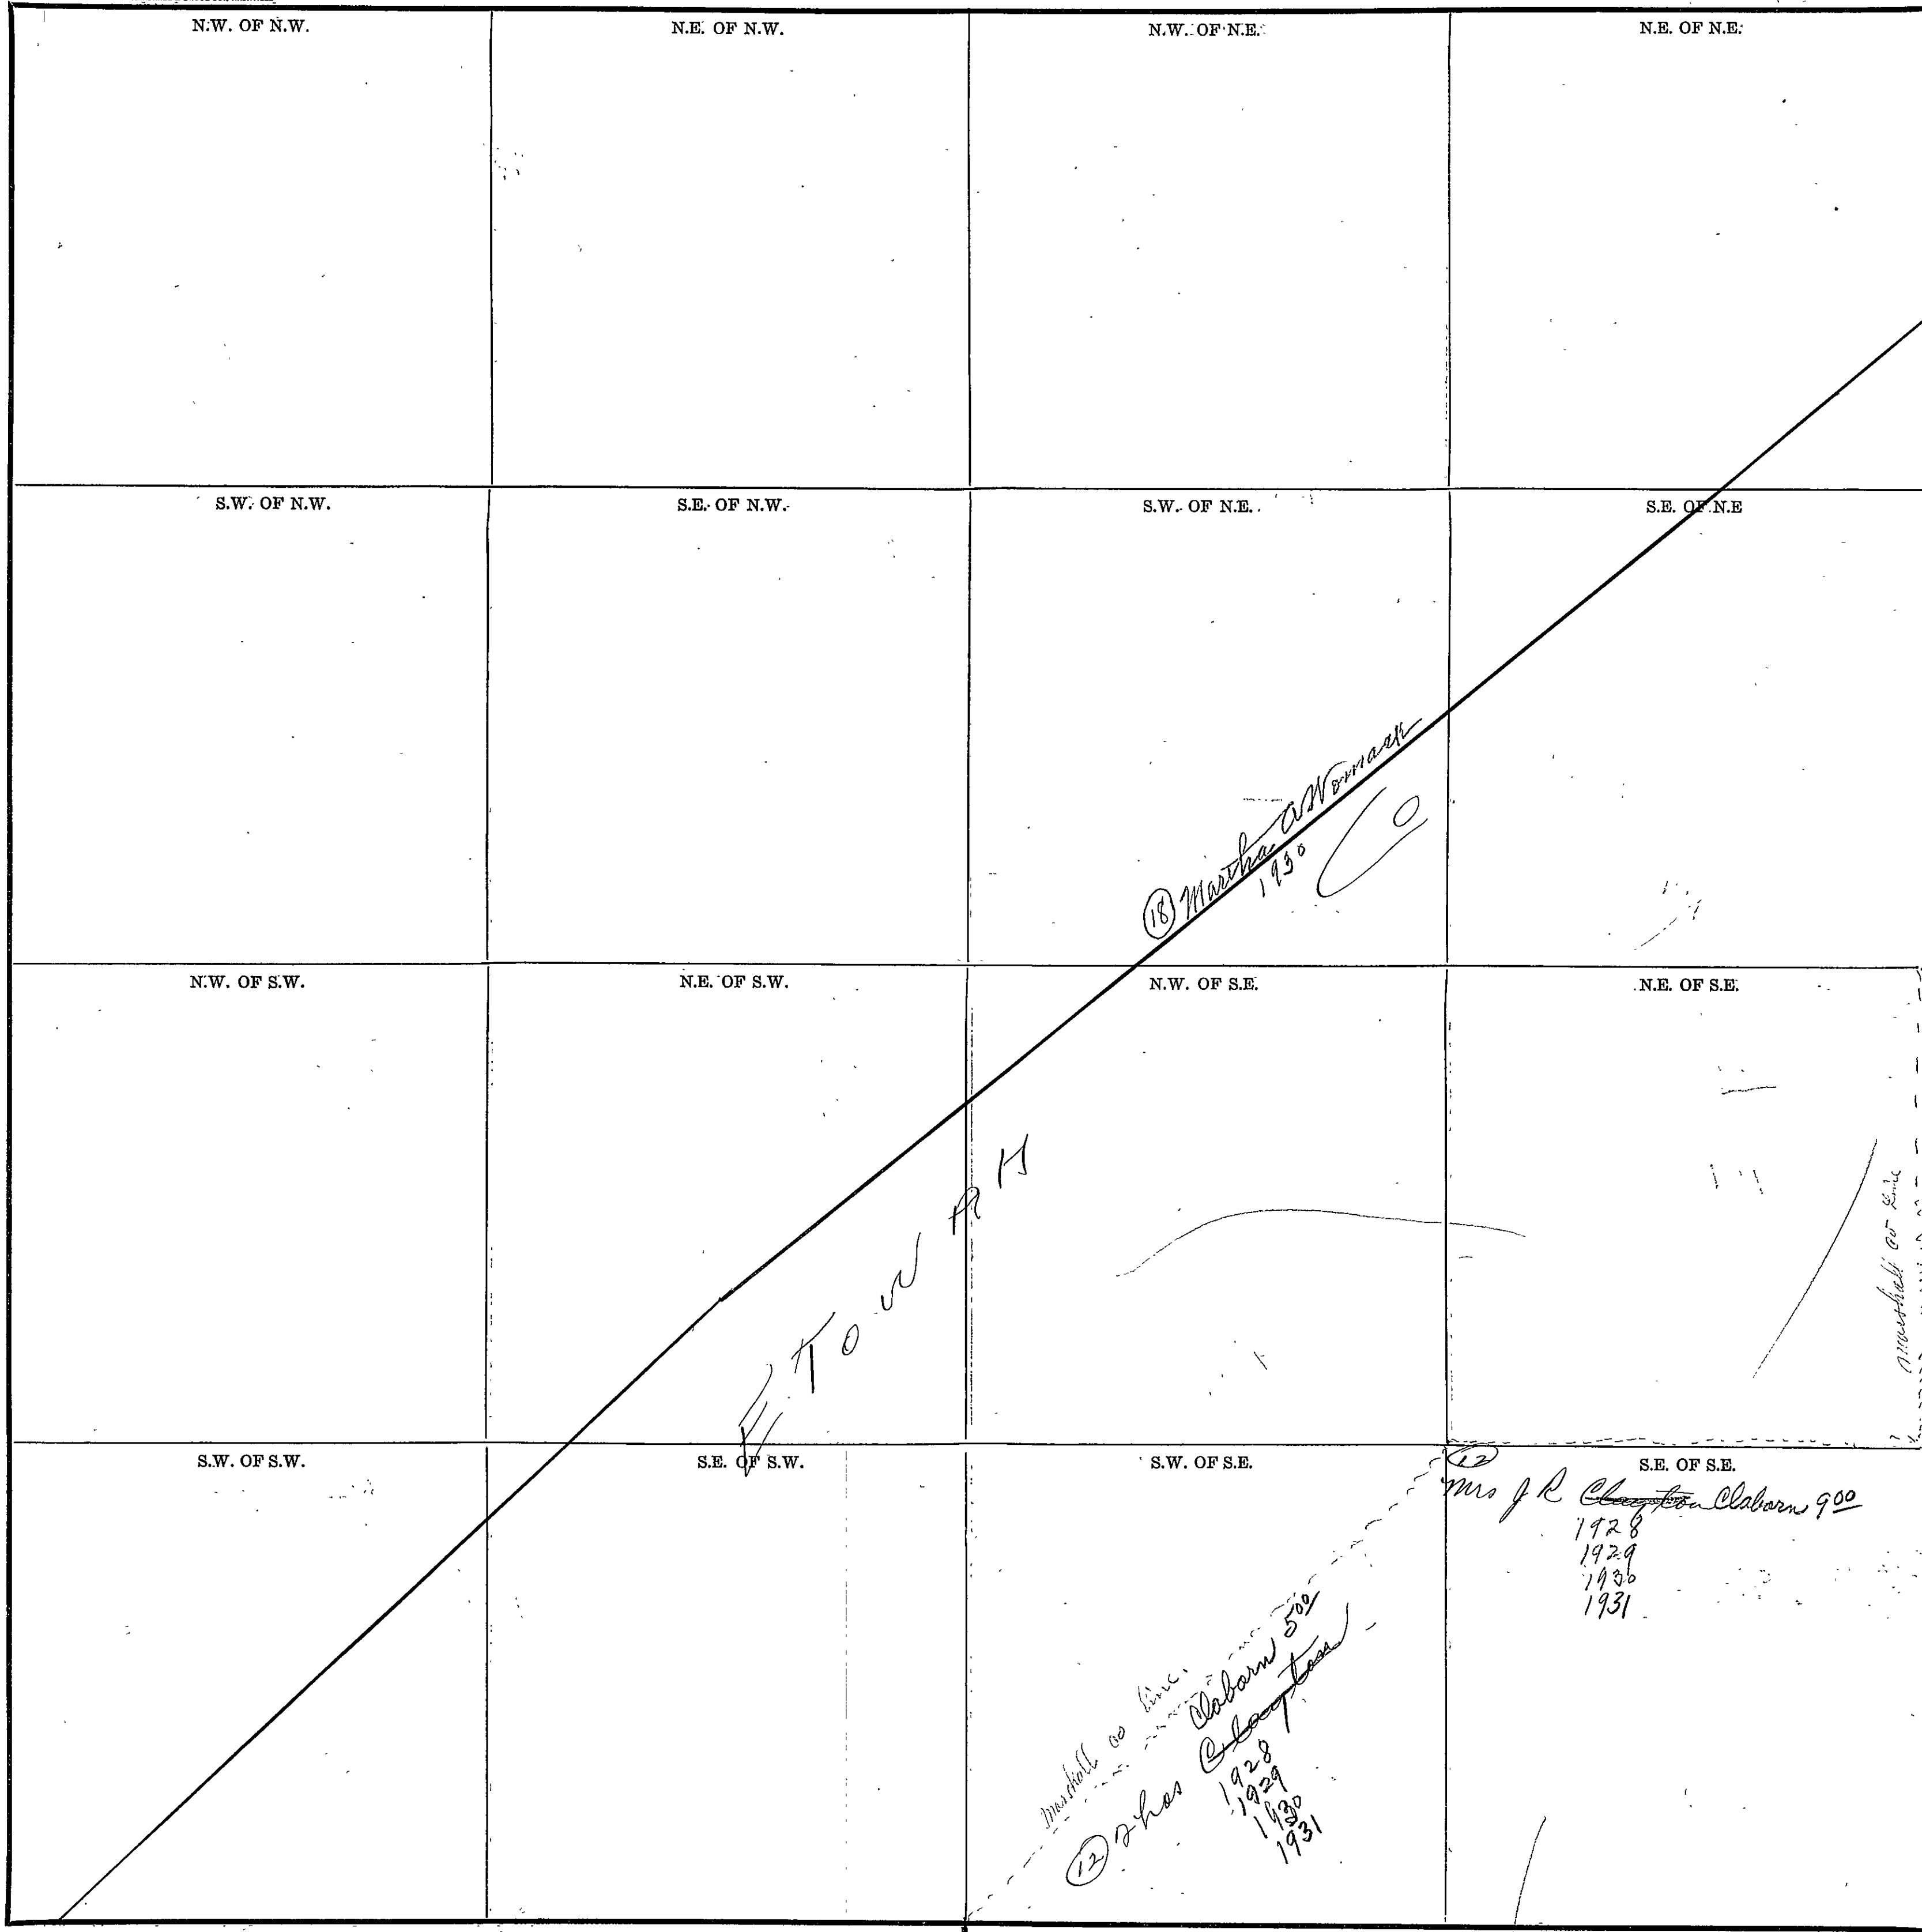 N.W. OF N.W.
N.E. OF N.W.
N.W. OF N.E.
N.E. OF N.E.
S.W. OF N.W.
S.E. OF N.W.
S.W. OF N.E.
S.E. OF N.E
18 Martha A Womack
1930
CO
N.W. OF S.W.
N.E. OF S.W.
N.W. OF S.E.
N.E. OF S.E.
ETOWAH
Marshall co Line
S.W. OF S.W.
S.E. OF S.W.
S.W. OF S.E.
S.E. OF S.E.
12
Mrs J R Clayton Claborn 900
1928
1929
1930
1931
Marshall co Line.
Claborn 500
12 Thos Clayton
1928
1929
1930
1931